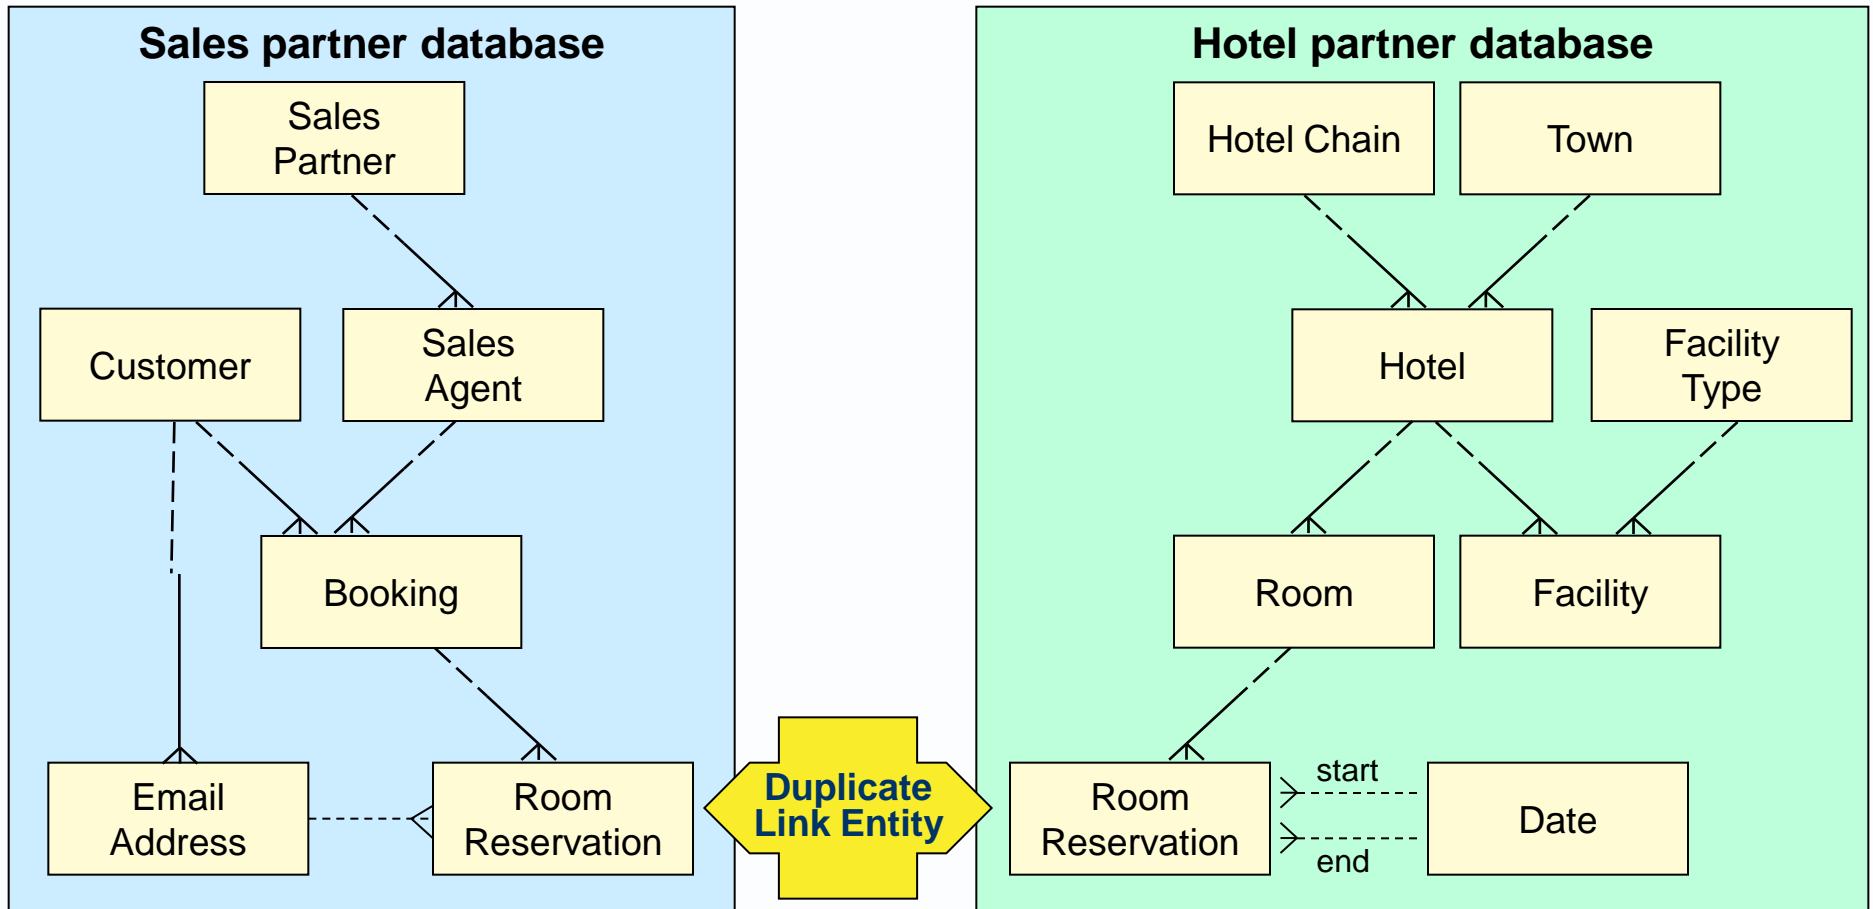 Sales partner database
Sales
Partner
Customer
Sales
Agent
Booking
Email
Address
Room
Reservation
Duplicate
Link Entity
Hotel partner database
Hotel Chain
Town
Hotel
Facility
Type
Room
Facility
Room
Reservation
start
end
Date